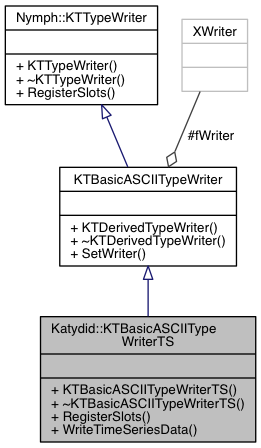 Nymph::KTTypeWriter
+ KTTypeWriter()
+ ~KTTypeWriter()
+ RegisterSlots()
XWriter
#fWriter
KTBasicASCIITypeWriter
+ KTDerivedTypeWriter()
+ ~KTDerivedTypeWriter()
+ SetWriter()
Katydid::KTBasicASCIIType
WriterTS
+ KTBasicASCIITypeWriterTS()
+ ~KTBasicASCIITypeWriterTS()
+ RegisterSlots()
+ WriteTimeSeriesData()